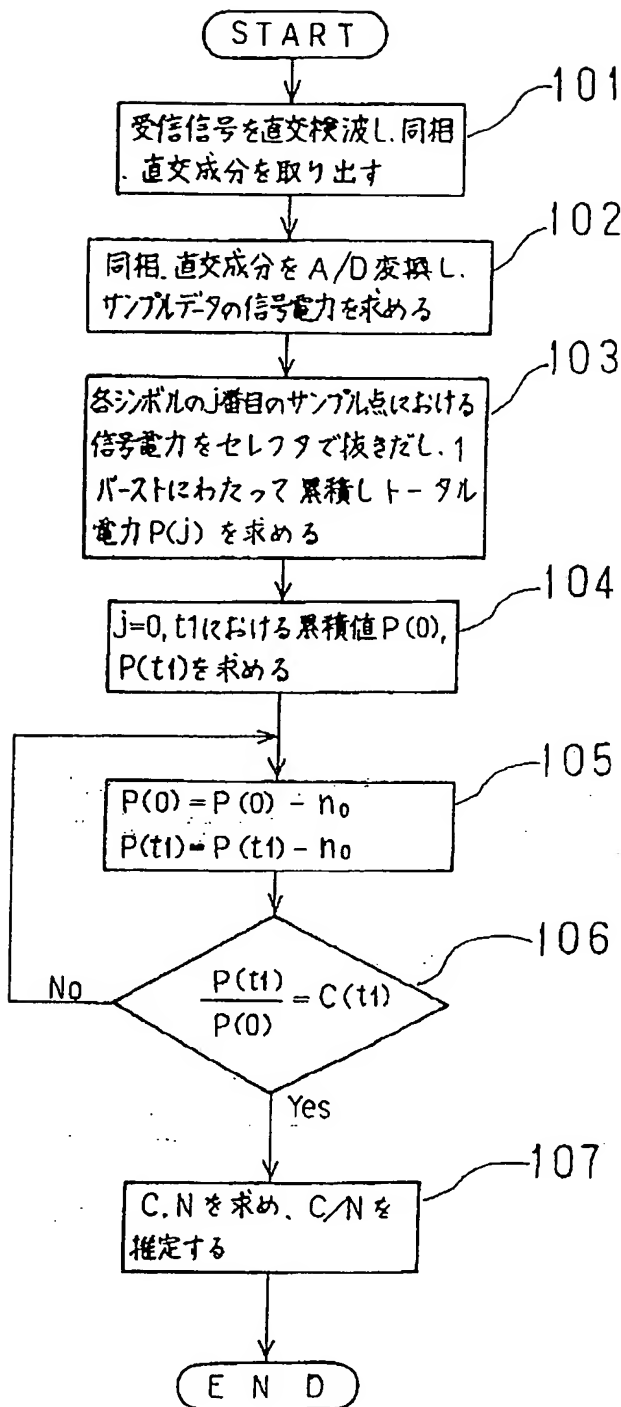 START
101
受信信号を直交検波し、同相
、直交成分を取り出す
102
同相、直交成分をA/D変換し、
サンプルデータの信号電力を求める
103
各シンボルのj番目のサンプル点における
信号電力をセレクタで抜きだし、1
バーストにわたって累積しトータル
電力P(j)を求める
104
j=0,t1における累積値P(0),
P(t1)を求める
105
P(0)=P(0)-n₀
P(t1)=P(t1)-n₀
106
P(t1)
P(0)
= C(t1)
No
Yes
107
C,Nを求め、C/Nを
推定する
END